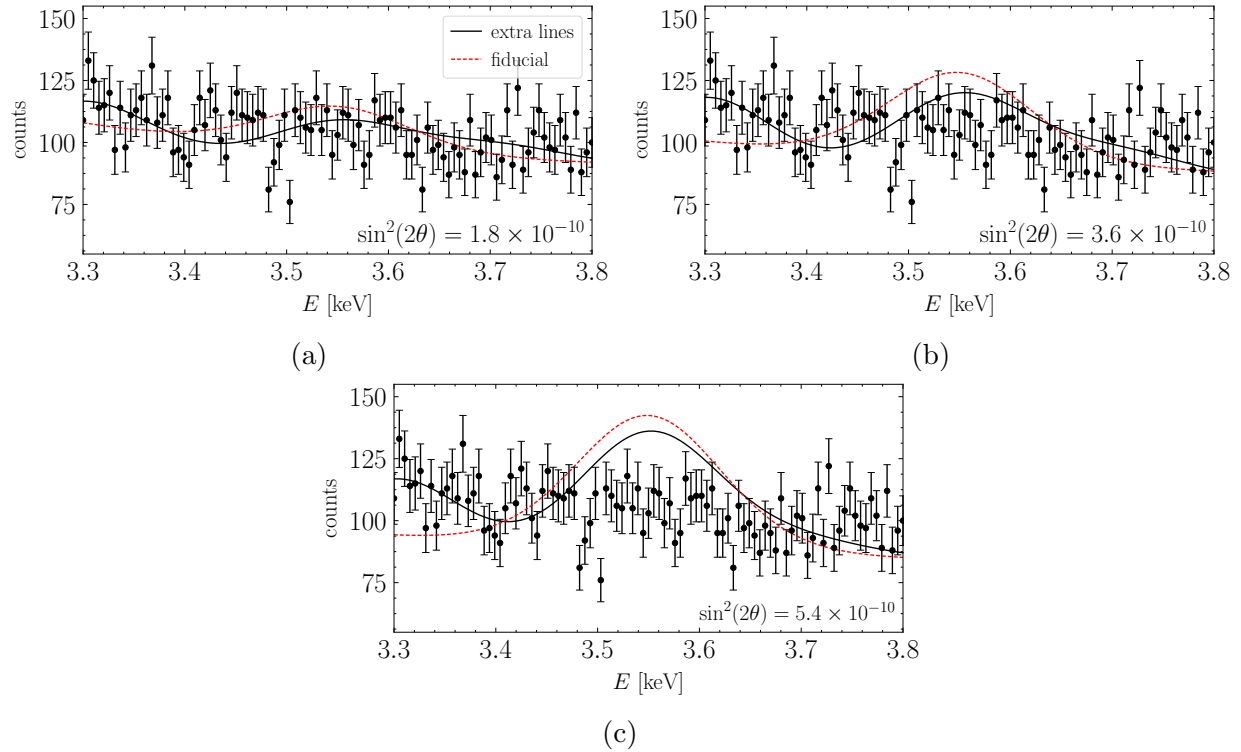 150
125
100
75
counts
extra lines
fiducial
sin²(2θ) = 1.8 × 10⁻¹⁰
3.3 3.4 3.5 3.6 3.7 3.8
E [keV]
(a)
150
125
100
75
counts
sin²(2θ) = 3.6 × 10⁻¹⁰
3.3 3.4 3.5 3.6 3.7 3.8
E [keV]
(b)
150
125
100
75
counts
sin²(2θ) = 5.4 × 10⁻¹⁰
3.3 3.4 3.5 3.6 3.7 3.8
E [keV]
(c)